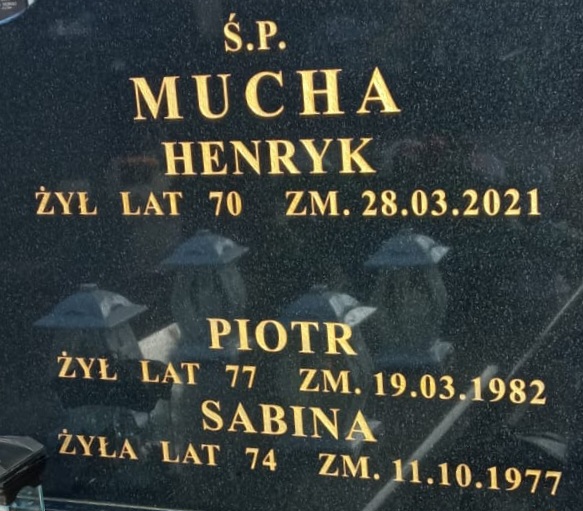 Ś.P.
MUCHA
HENRYK
ŻYŁ LAT 70 ZM. 28.03.2021
PIOTR
ŻYŁ LAT 77 ZM. 19.03.1982
SABINA
ŻYŁA LAT 74 ZM. 11.10.1977